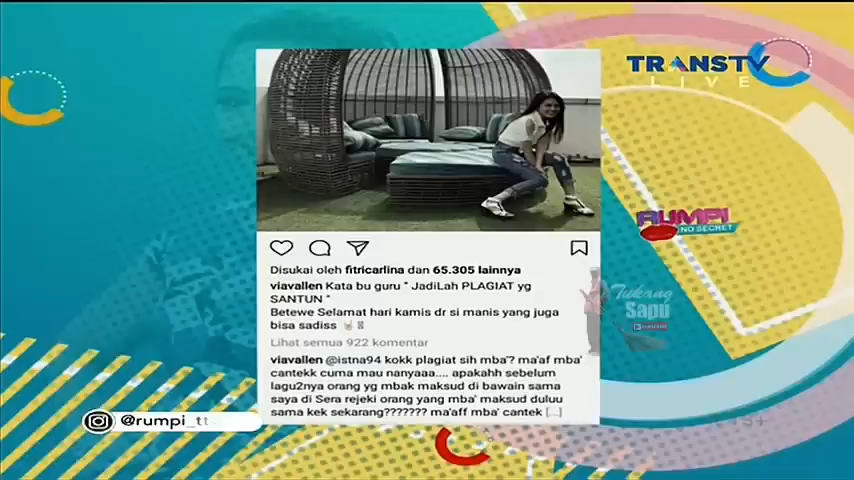 TRANSTV
LIVE
RUMPI
NO SECRET
Tukang
Sapu
Disukai oleh fitricarlina dan 65.305 lainnya
viavallen Kata bu guru " JadiLah PLAGIAT yg
SANTUN "
Betewe Selamat hari kamis dr si manis yang juga
bisa sadiss
Lihat semua 922 komentar
viavallen @istna94 kokk plagiat sih mba'? ma'af mba'
cantekk cuma mau nanyaaa.... apakahh sebelum
lagu2nya orang yg mbak maksud di bawain sama
saya di Sera rejeki orang yang mba' maksud duluu
sama kek sekarang??????? ma'aff mba' cantek [...]
@rumpi_tt